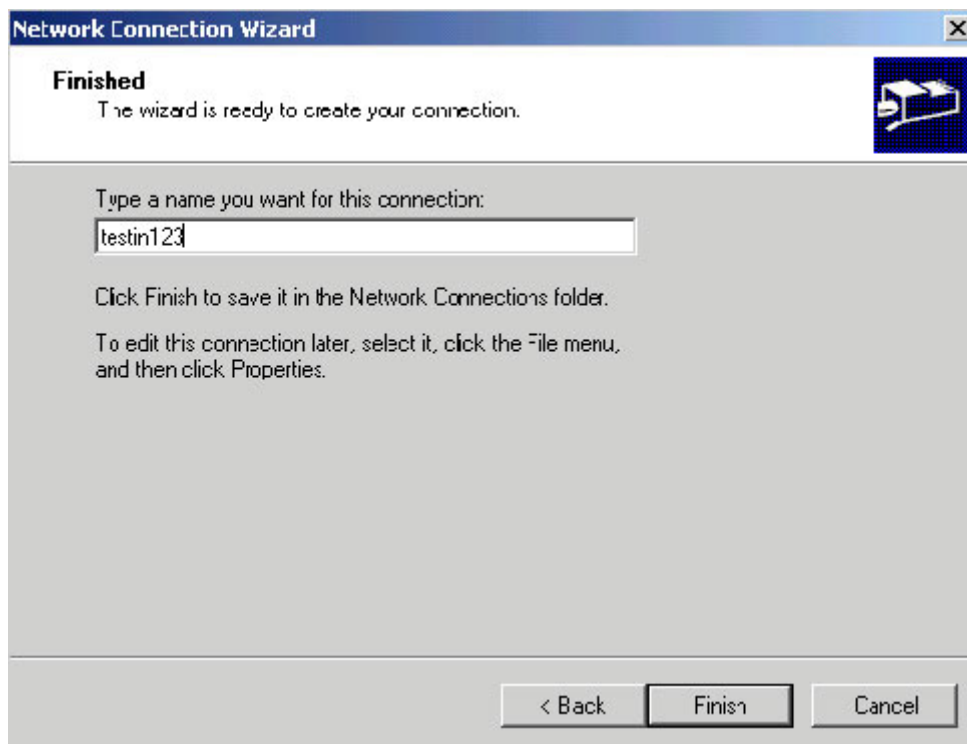 Network Connection Wizard
Finished
The wizard is ready to create your connection.
Type a name you want for this connection:
testin123
Click Finish to save it in the Network Connections folder.
To edit this connection later, select it, click the File menu,
and then click Properties.
< Back Finish Cancel